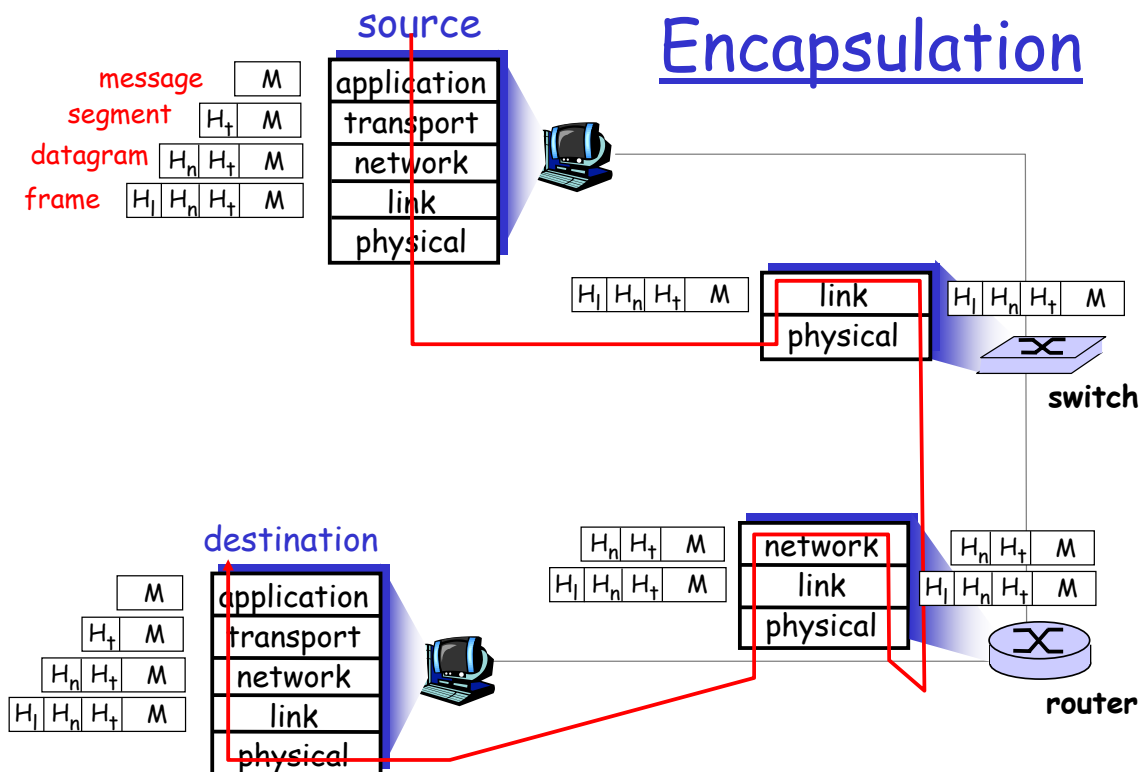 source
Encapsulation
message M
segment Hₜ M
datagram Hₙ Hₜ M
frame Hₗ Hₙ Hₜ M
application
transport
network
link
physical
Hₗ Hₙ Hₜ M
link
physical
Hₗ Hₙ Hₜ M
switch
destination
M
Hₜ M
Hₙ Hₜ M
Hₗ Hₙ Hₜ M
application
transport
network
link
physical
Hₙ Hₜ M
Hₗ Hₙ Hₜ M
network
link
physical
Hₙ Hₜ M
Hₗ Hₙ Hₜ M
router